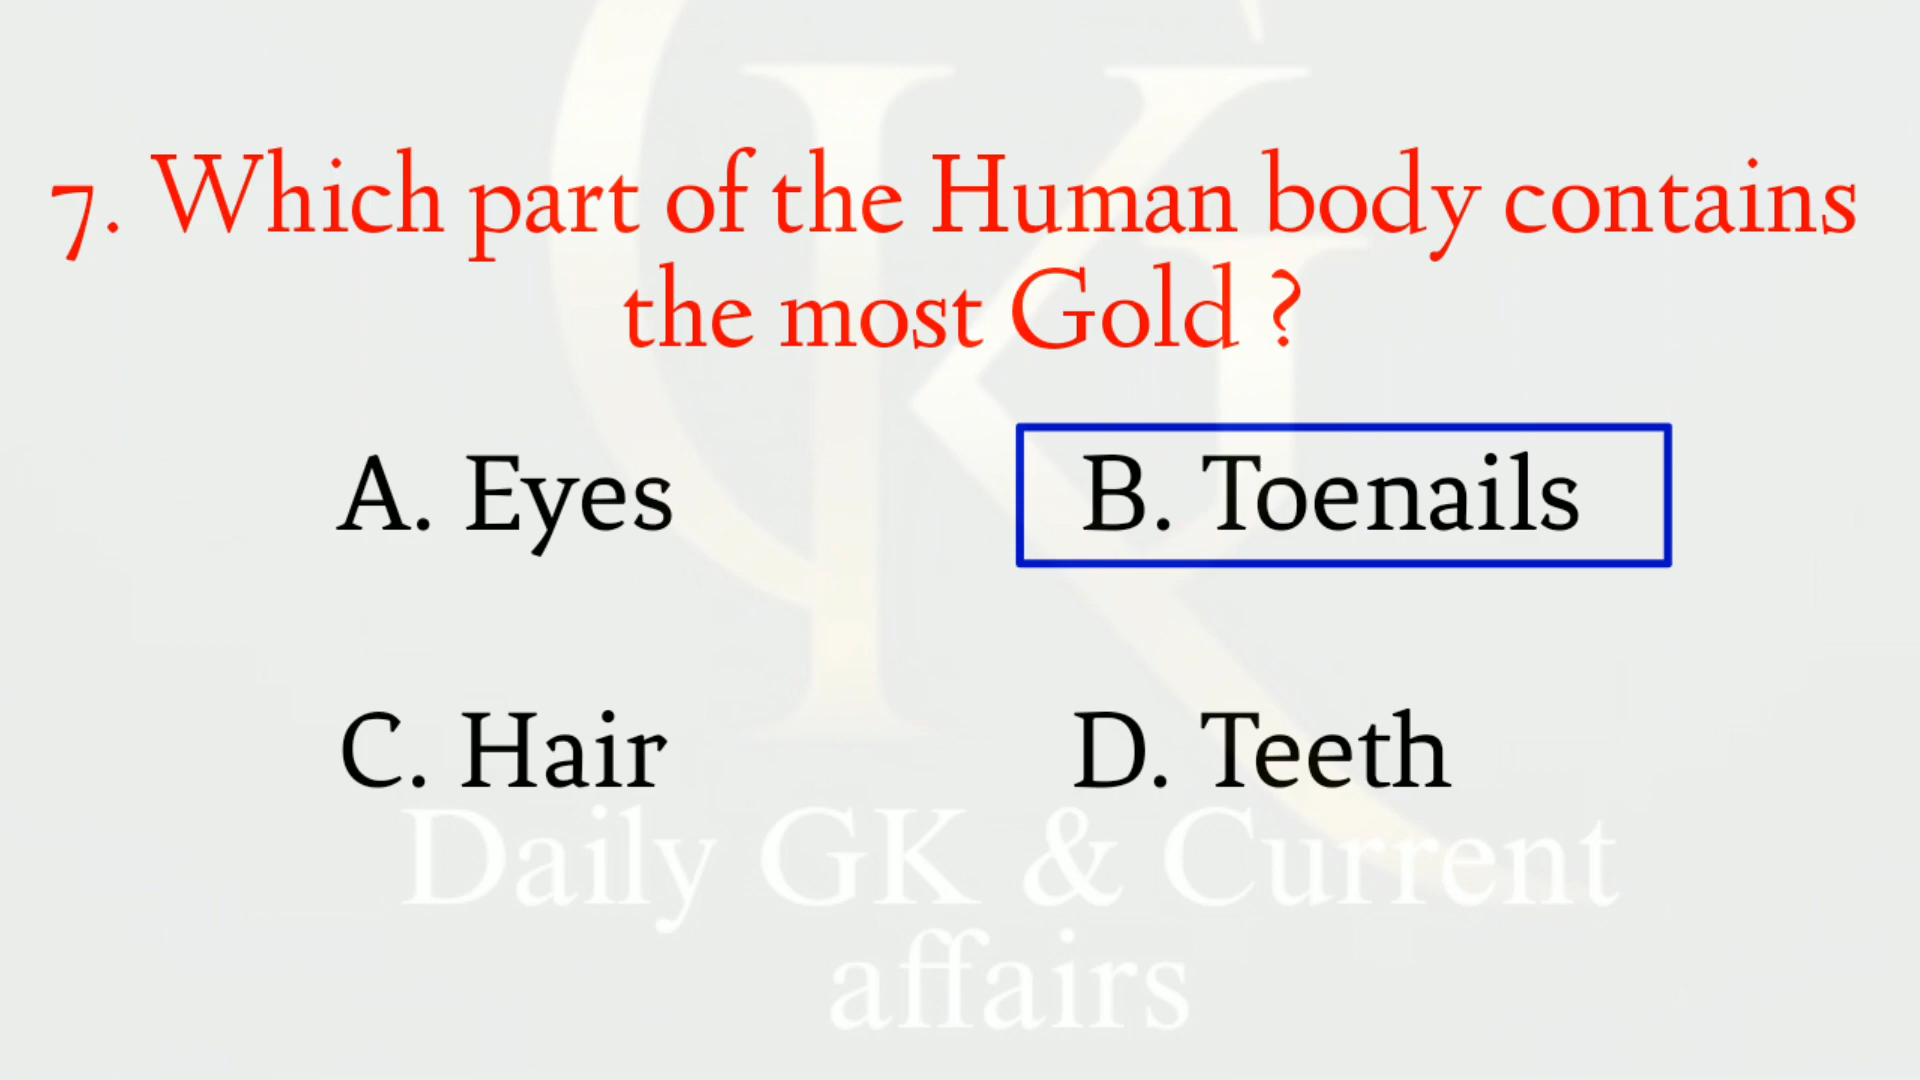 7. Which part of the Human body contains
the most Gold ?
A. Eyes
B. Toenails
C. Hair
D. Teeth
Daily GK & Current
affairs